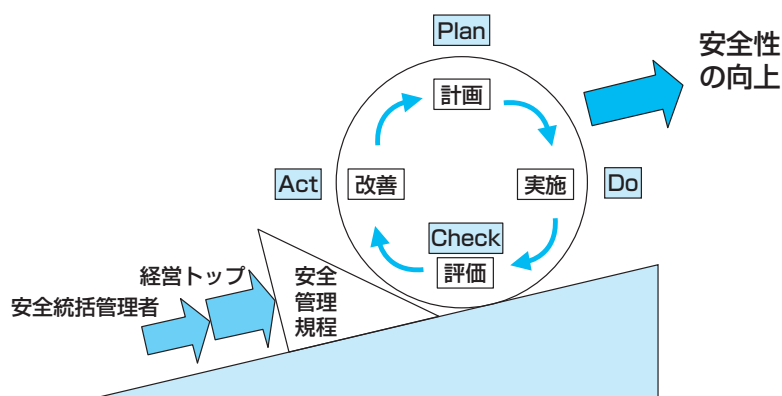 Plan
計画
安全性
の向上
Act
改善
実施
Do
Check
評価
経営トップ
安全統括管理者
安全
管理
規程